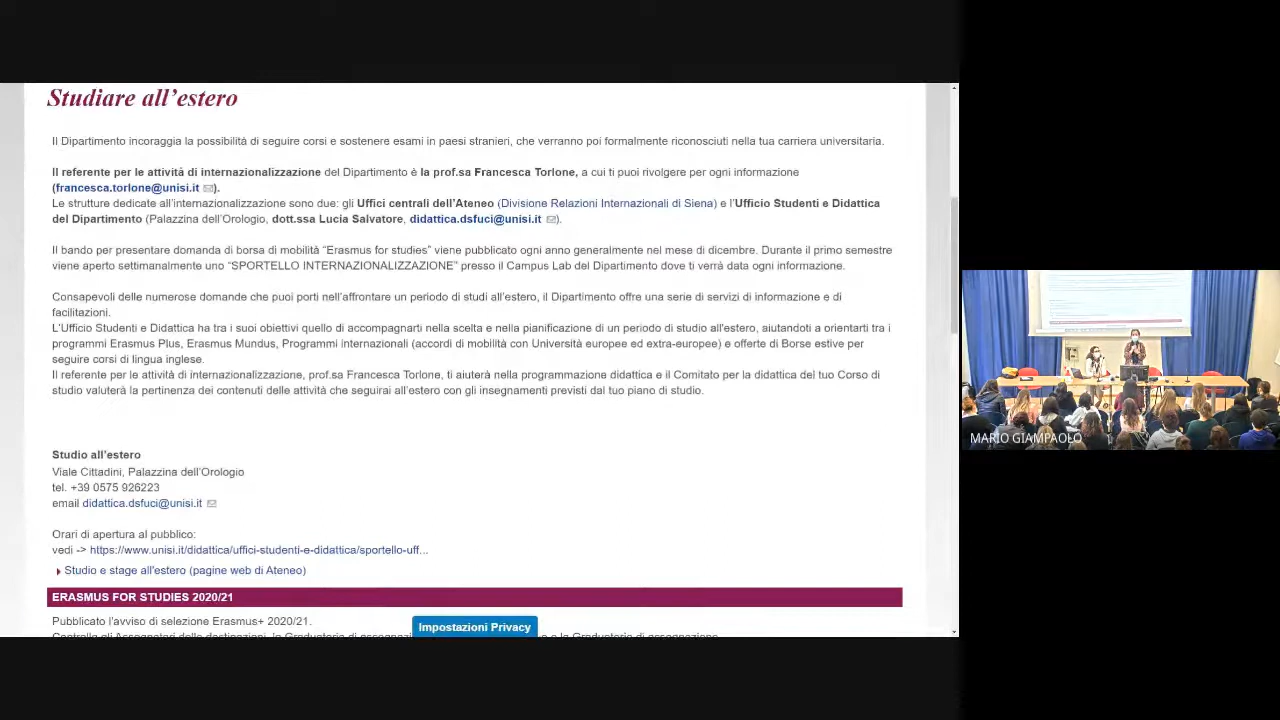 Studiare all'estero
Il Dipartimento incoraggia la possibilità di seguire corsi e sostenere esami in paesi stranieri, che verranno poi formalmente riconosciuti nella tua carriera universitaria.
Il referente per le attività di internazionalizzazione del Dipartimento è la prof.sa Francesca Torlone, a cui ti puoi rivolgere per ogni informazione
(francesca.torlone@unisi.it).
Le strutture dedicate all'internazionalizzazione sono due: gli Uffici centrali dell'Ateneo (Divisione Relazioni Internazionali di Siena) e l'Ufficio Studenti e Didattica
del Dipartimento (Palazzina dell'Orologio, dott.ssa Lucia Salvatore, didattica.dsfuci@unisi.it).
Il bando per presentare domanda di borsa di mobilità “Erasmus for studies” viene pubblicato ogni anno generalmente nel mese di dicembre. Durante il primo semestre
viene aperto settimanalmente uno “SPORTELLO INTERNAZIONALIZZAZIONE” presso il Campus Lab del Dipartimento dove ti verrà data ogni informazione.
Consapevoli delle numerose domande che puoi porti nell'affrontare un periodo di studi all'estero, il Dipartimento offre una serie di servizi di informazione e di
facilitazioni.
L'Ufficio Studenti e Didattica ha tra i suoi obiettivi quello di accompagnarti nella scelta e nella pianificazione di un periodo di studio all'estero, aiutandoti a orientarti tra i
programmi Erasmus Plus, Erasmus Mundus, Programmi internazionali (accordi di mobilità con Università europee ed extra-europee) e offerte di Borse estive per
seguire corsi di lingua inglese.
Il referente per le attività di internazionalizzazione, prof.sa Francesca Torlone, ti aiuterà nella programmazione didattica e il Comitato per la didattica del tuo Corso di
studio valuterà la pertinenza dei contenuti delle attività che seguirai all'estero con gli insegnamenti previsti dal tuo piano di studio.
Studio all'estero
Viale Cittadini, Palazzina dell'Orologio
tel. +39 0575 926223
email didattica.dsfuci@unisi.it
Orari di apertura al pubblico:
vedi -> https://www.unisi.it/didattica/uffici-studenti-e-didattica/sportello-uff...
Studio e stage all'estero (pagine web di Ateneo)
ERASMUS FOR STUDIES 2020/21
Pubblicato l'avviso di selezione Erasmus+ 2020/21.
Impostazioni Privacy
MARIO GIAMPAOLO